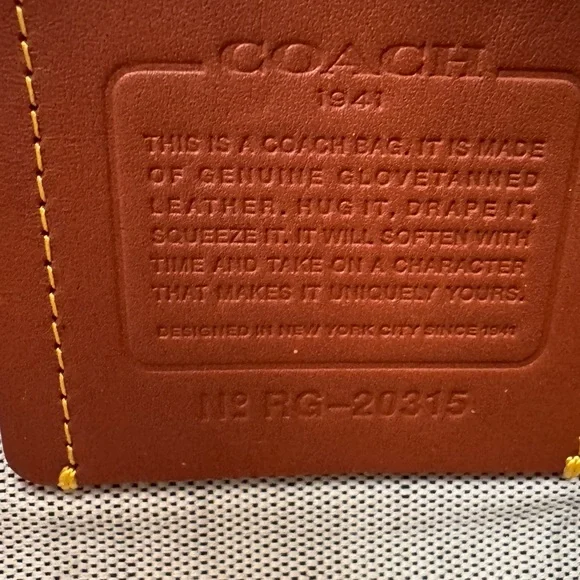 COACH
1941
THIS IS A COACH BAG. IT IS MADE
OF GENUINE GLOVETANNED
LEATHER. HUG IT, DRAPE IT,
SQUEEZE IT. IT WILL SOFTEN WITH
TIME AND TAKE ON A CHARACTER
THAT MAKES IT UNIQUELY YOURS.
DESIGNED IN NEW YORK CITY SINCE 1941
Nº RG-20315